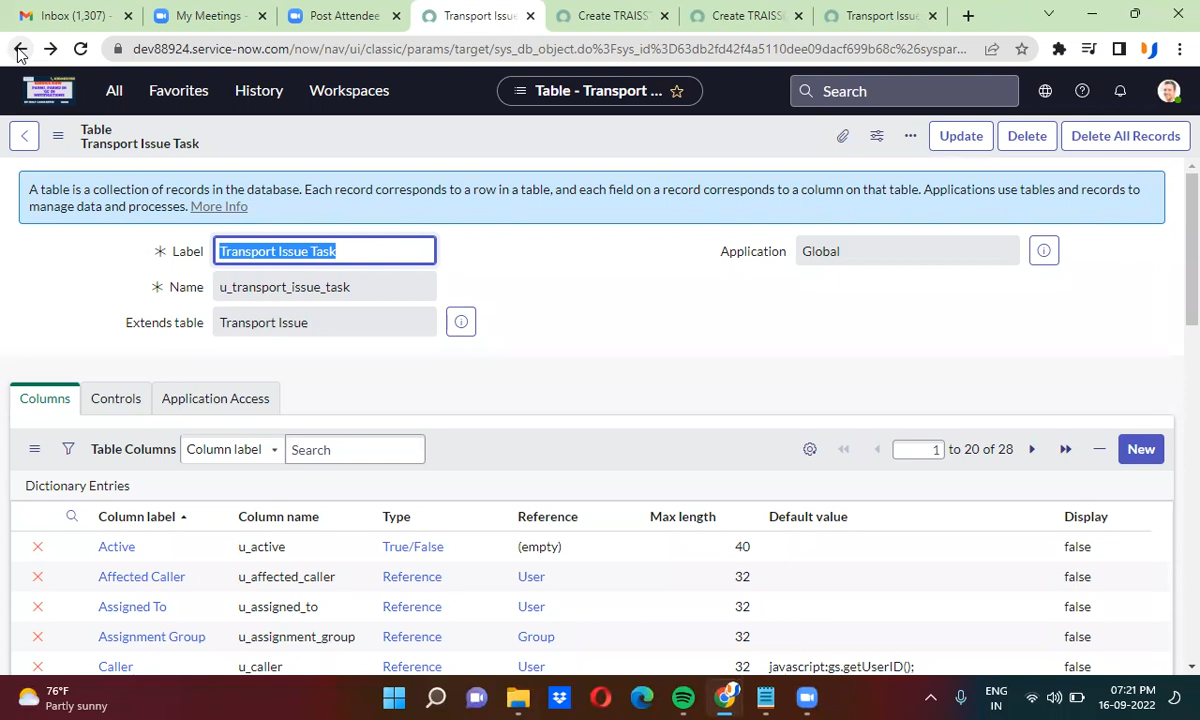 Inbox (1,307) -
My Meetings -
Post Attendee
Transport Issu
Create TRAISST
Create TRAISS
Transport Issu
dev88924.service-now.com/now/nav/ui/classic/params/target/sys_db_object.do%3Fsys_id%3D63db2fd42f4a5110dee09dacf699b68c%26syspar...
All
Favorites
History
Workspaces
Table - Transport ...
Search
Table
Transport Issue Task
Update
Delete
Delete All Records
A table is a collection of records in the database. Each record corresponds to a row in a table, and each field on a record corresponds to a column on that table. Applications use tables and records to
manage data and processes. More Info
Label
Transport Issue Task
Application
Global
Name
u_transport_issue_task
Extends table
Transport Issue
Columns
Controls
Application Access
Table Columns
Column label
Search
1 to 20 of 28
New
Dictionary Entries
Column label Column name Type Reference Max length Default value Display
Active u_active True/False (empty) 40 false
Affected Caller u_affected_caller Reference User 32 false
Assigned To u_assigned_to Reference User 32 false
Assignment Group u_assignment_group Reference Group 32 false
Caller u_caller Reference User 32 javascript:gs.getUserID(); false
76°F
Partly sunny
ENG
IN
07:21 PM
16-09-2022